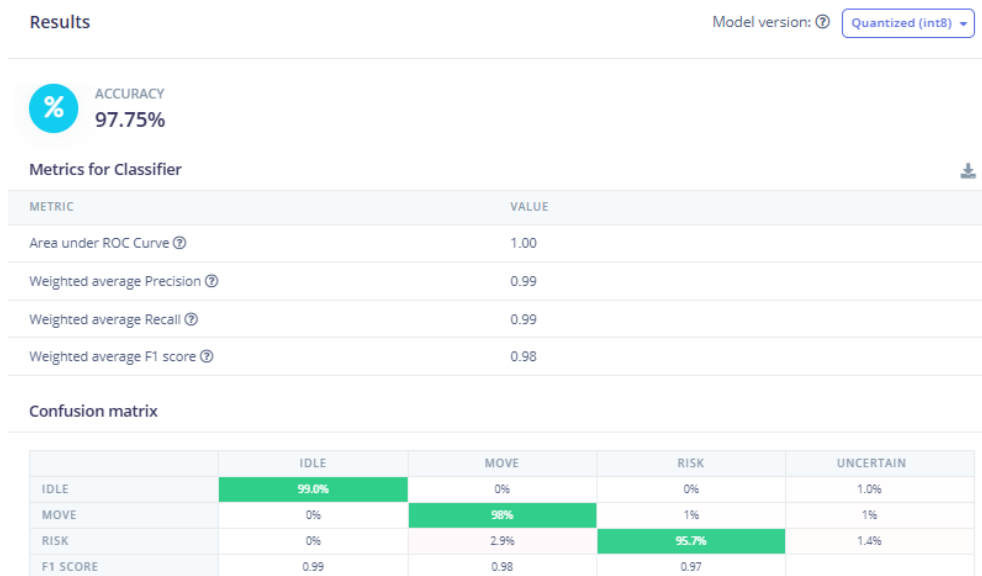 Results
Model version: Quantized (int8)
%
ACCURACY
97.75%
Metrics for Classifier
METRIC VALUE
Area under ROC Curve ? 1.00
Weighted average Precision ? 0.99
Weighted average Recall ? 0.99
Weighted average F1 score ? 0.98
Confusion matrix
IDLE MOVE RISK UNCERTAIN
IDLE 99.0% 0% 0% 1.0%
MOVE 0% 98% 1% 1%
RISK 0% 2.9% 95.7% 1.4%
F1 SCORE 0.99 0.98 0.97